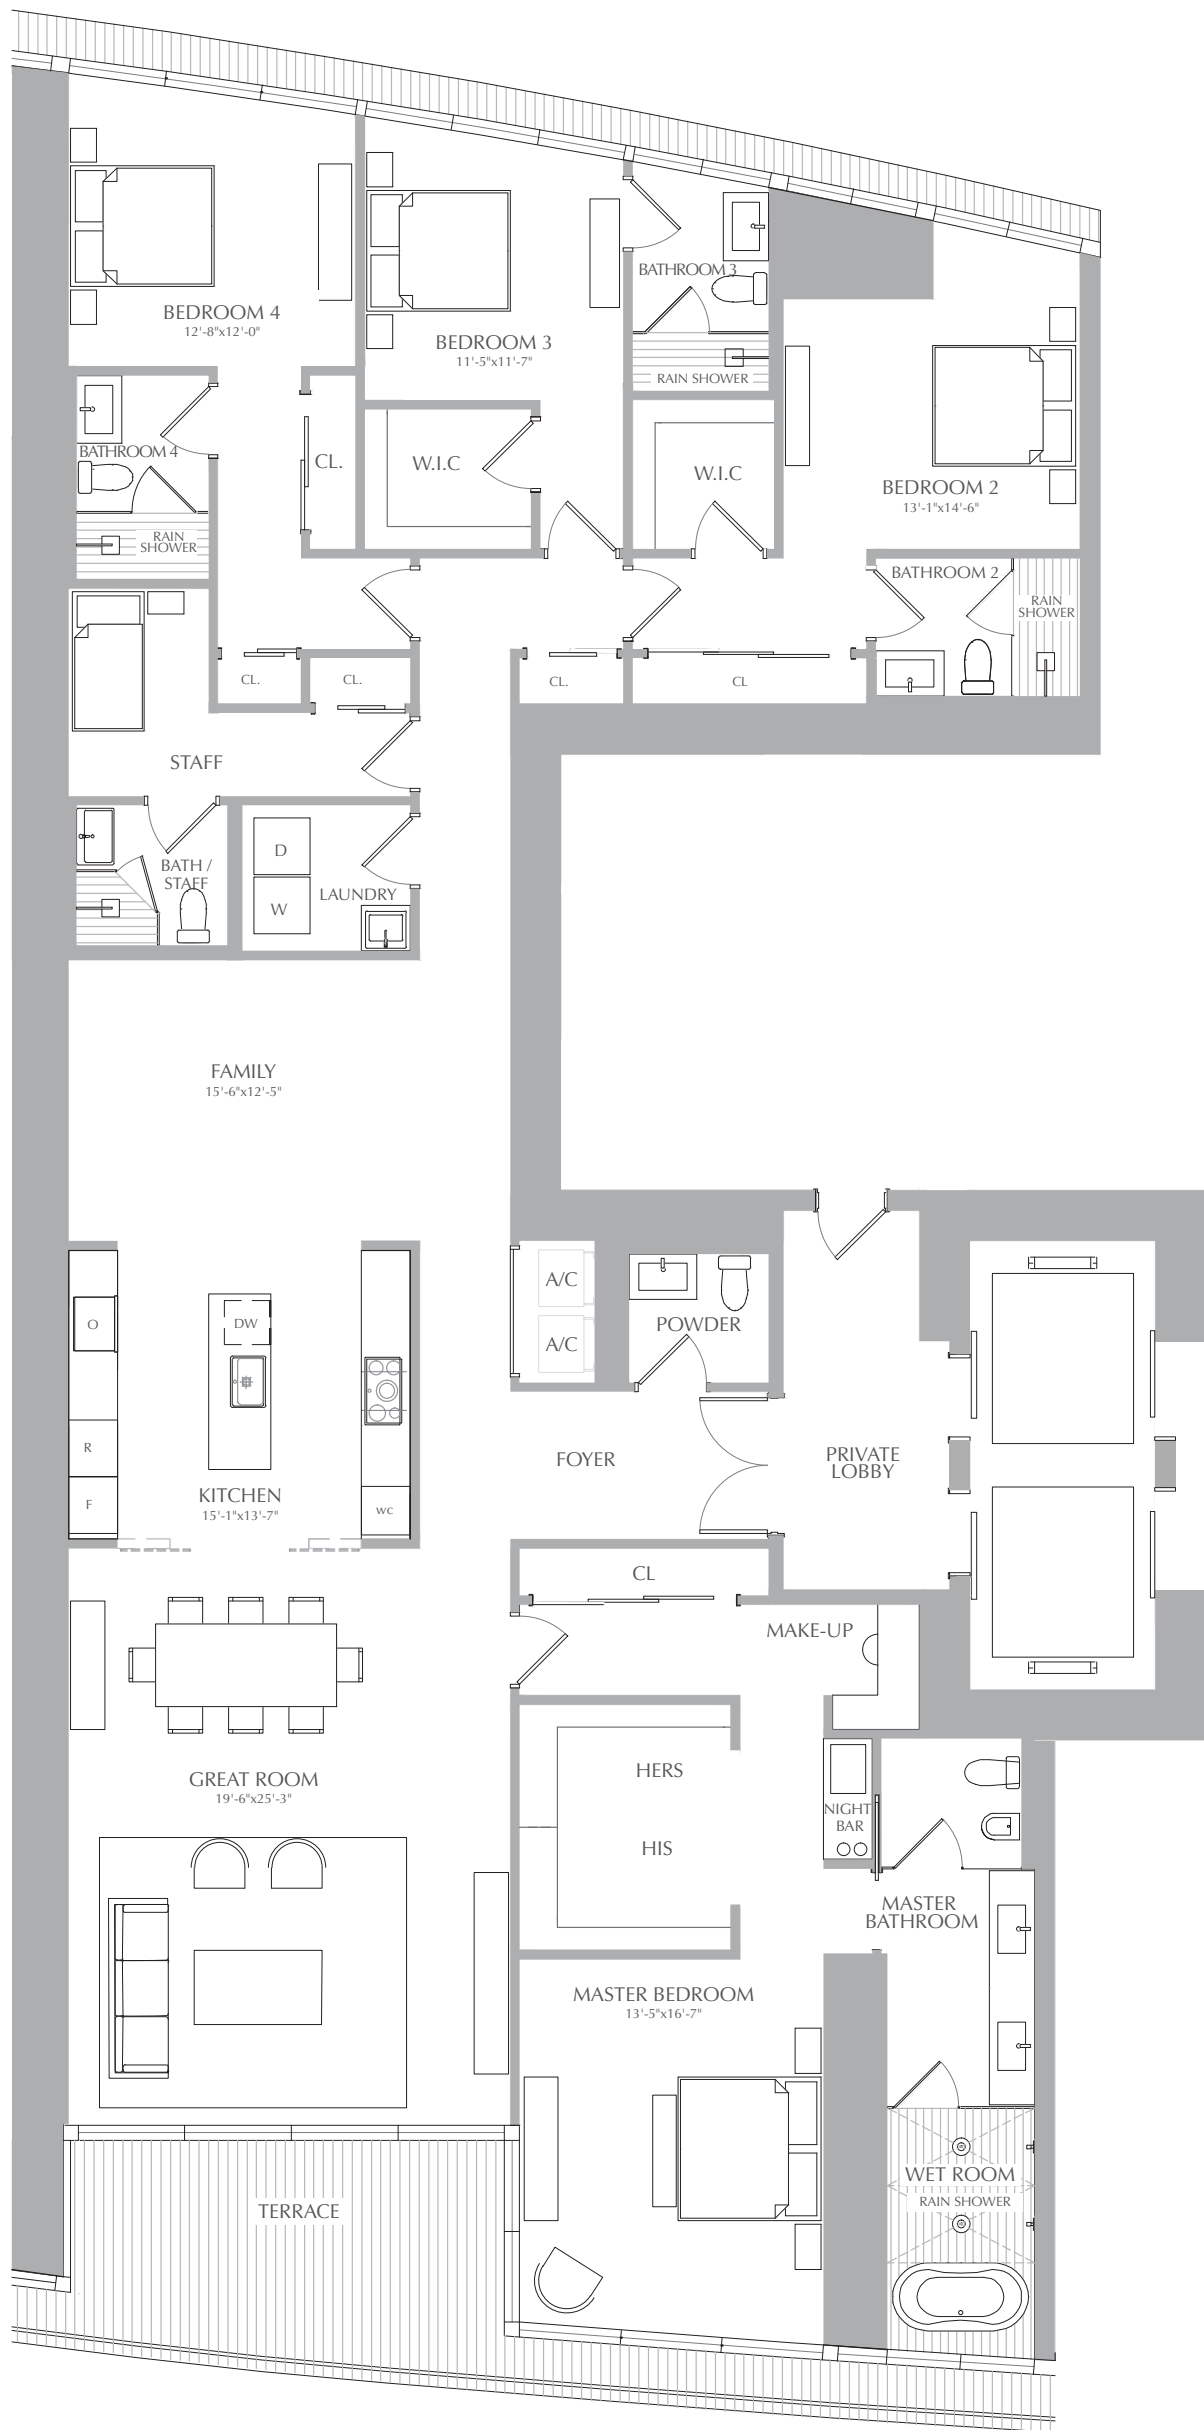 BEDROOM 4
12'-8"x12'-0"
BEDROOM 3
11'-5"x11'-7"
BATHROOM 3
RAIN SHOWER
BATHROOM 4
RAIN
SHOWER
CL.
W.I.C
W.I.C
BEDROOM 2
13'-1"x14'-6"
BATHROOM 2
RAIN
SHOWER
CL.
CL.
CL.
CL
STAFF
BATH /
STAFF
D
W
LAUNDRY
FAMILY
15'-6"x12'-5"
A/C
A/C
POWDER
O
DW
R
F
WC
KITCHEN
15'-1"x13'-7"
FOYER
PRIVATE
LOBBY
CL
MAKE-UP
GREAT ROOM
19'-6"x25'-3"
HERS
HIS
NIGHT
BAR
MASTER
BATHROOM
MASTER BEDROOM
13'-5"x16'-7"
WET ROOM
RAIN SHOWER
TERRACE